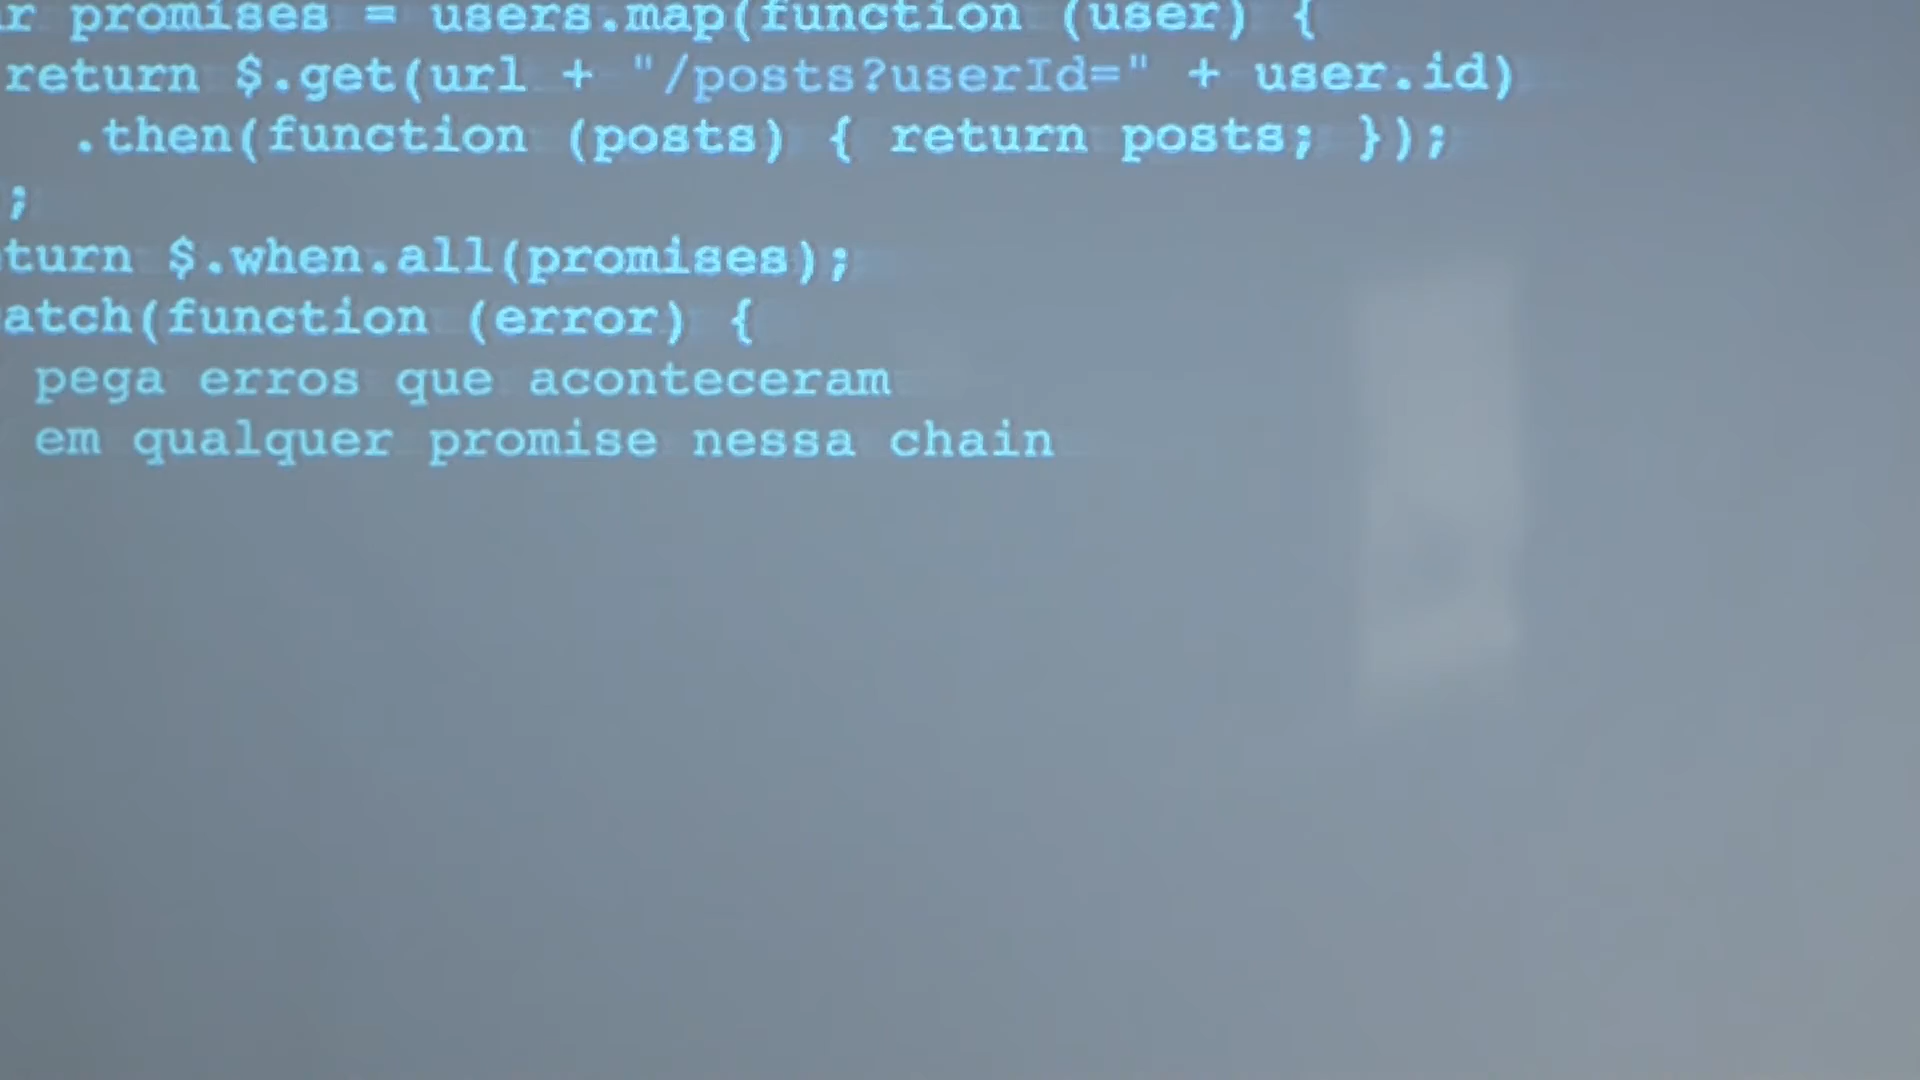 r promises = users.map(function (user) {
return $.get(url + "/posts?userId=" + user.id)
.then(function (posts) { return posts; });
;
turn $.when.all(promises);
atch(function (error) {
pega erros que aconteceram
em qualquer promise nessa chain